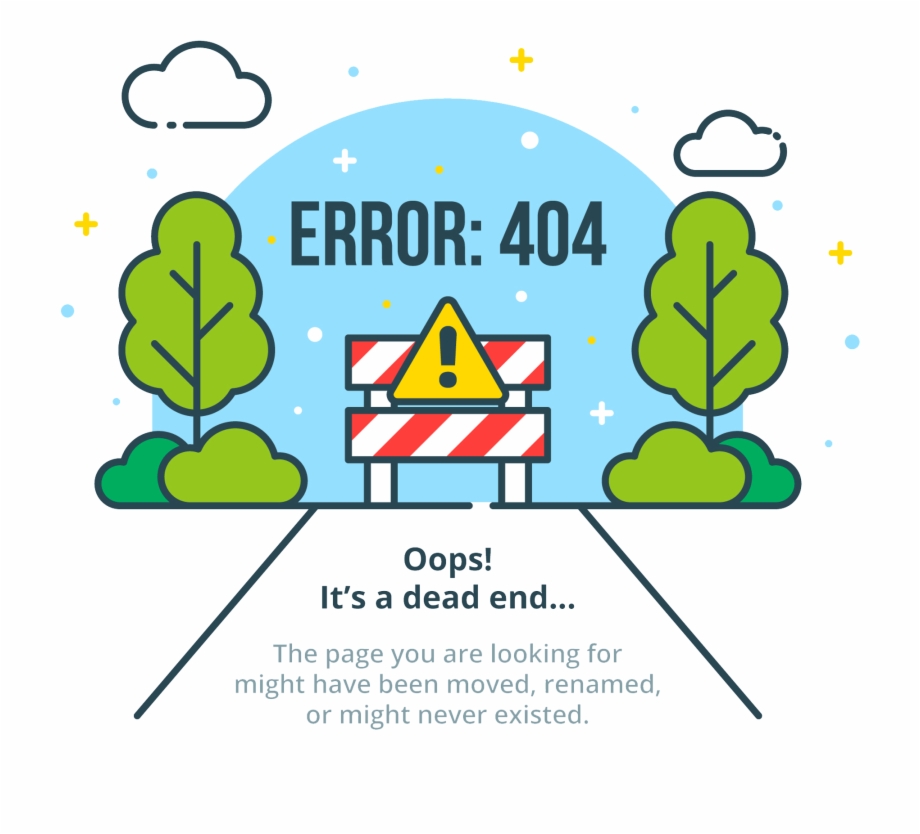 ERROR: 404
!
Oops!
It’s a dead end...
The page you are looking for
might have been moved, renamed,
or might never existed.